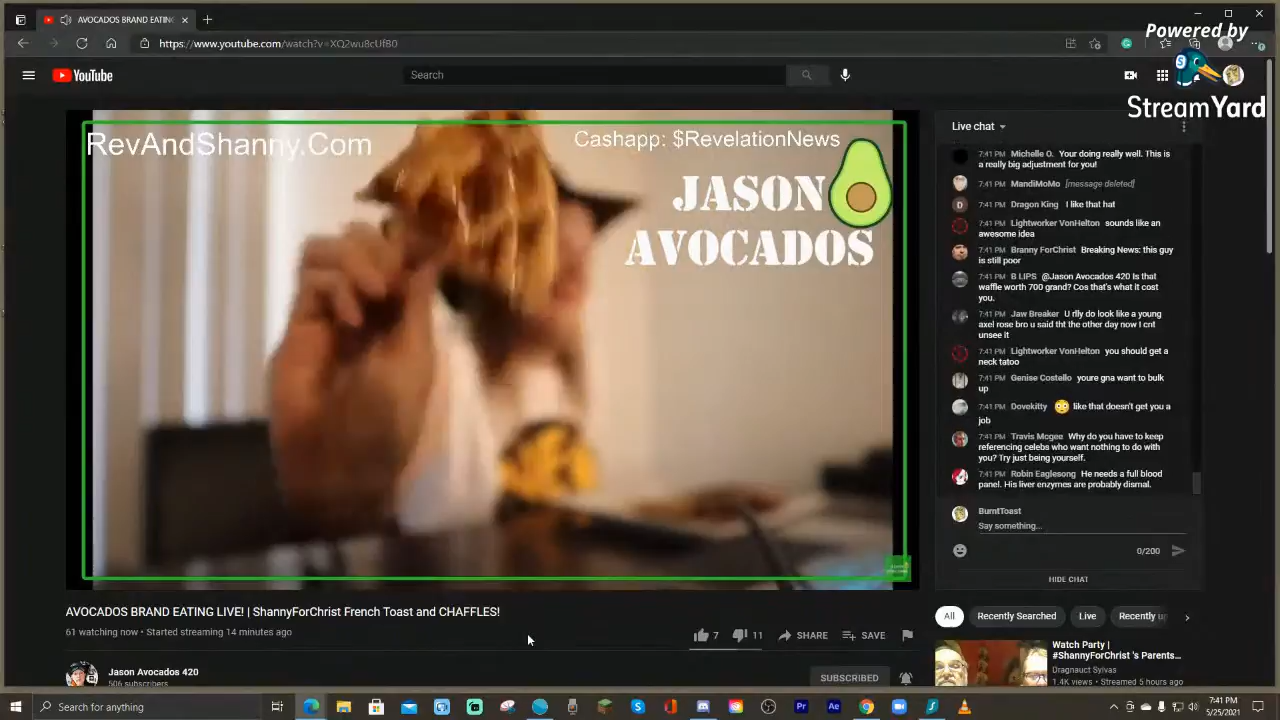 AVOCADOS BRAND EATIN
https://www.youtube.com/watch?v=XQ2wu8cUfB0
Powered by
StreamYard
YouTube
Search
RevAndShanny.Com
Cashapp: $RevelationNews
JASON
AVOCADOS
Live chat
7:41 PM Michelle O. Your doing really well. This is
a really big adjustment for you!
7:41 PM MandiMoMo [message deleted]
7:41 PM Dragon King I like that hat
7:41 PM Lightworker VonHelton sounds like an
awesome idea
7:41 PM Branny ForChrist Breaking News: this guy
is still poor
7:41 PM B LIPS @Jason Avocados 420 Is that
waffle worth 700 grand? Cos that's what it cost
you.
7:41 PM Jaw Breaker U rlly do look like a young
axel rose bro u said tht the other day now I cnt
unsee it
7:41 PM Lightworker VonHelton you should get a
neck tatoo
7:41 PM Genise Costello youre gna want to bulk
up
7:41 PM Dovekitty 😳 like that doesn't get you a
job
7:41 PM Travis Mcgee Why do you have to keep
referencing celebs who want nothing to do with
you? Try just being yourself.
7:41 PM Robin Eaglesong He needs a full blood
panel. His liver enzymes are probably dismal.
BurntToast
Say something...
0/200
HIDE CHAT
AVOCADOS BRAND EATING LIVE! | ShannyForChrist French Toast and CHAFFLES!
61 watching now • Started streaming 14 minutes ago
7 11 SHARE SAVE
Jason Avocados 420
506 subscribers
SUBSCRIBED
All Recently Searched Live Recently up
Watch Party |
#ShannyForChrist 's Parents...
Dragnauct Sylvas
1.4K views • Streamed 5 hours ago
Search for anything
7:41 PM
5/25/2021